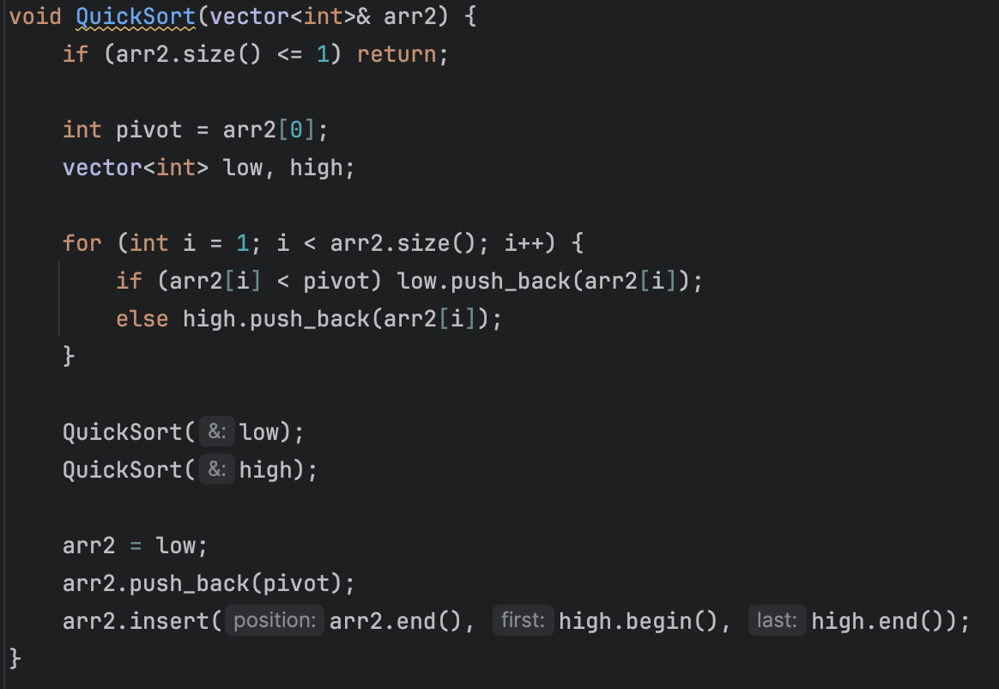 void QuickSort(vector<int>& arr2) {
    if (arr2.size() <= 1) return;
    int pivot = arr2[0];
    vector<int> low, high;
    for (int i = 1; i < arr2.size(); i++) {
        if (arr2[i] < pivot) low.push_back(arr2[i]);
        else high.push_back(arr2[i]);
    }
    QuickSort( &: low);
    QuickSort( &: high);
    arr2 = low;
    arr2.push_back(pivot);
    arr2.insert( position: arr2.end(), first: high.begin(), last: high.end());
}